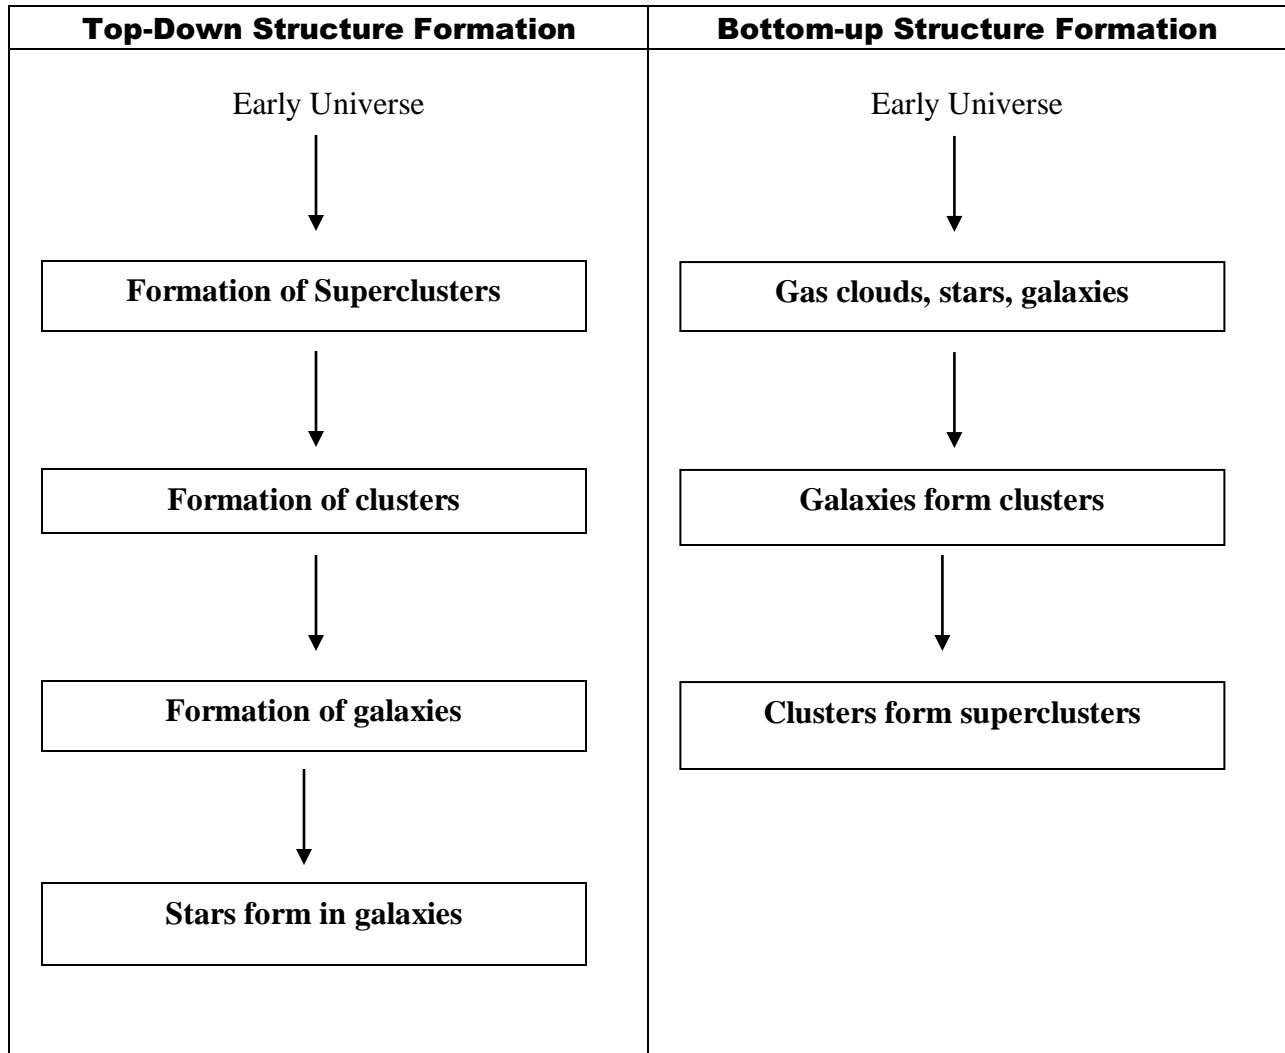 Top-Down Structure Formation
Early Universe
Formation of Superclusters
Formation of clusters
Formation of galaxies
Stars form in galaxies
Bottom-up Structure Formation
Early Universe
Gas clouds, stars, galaxies
Galaxies form clusters
Clusters form superclusters